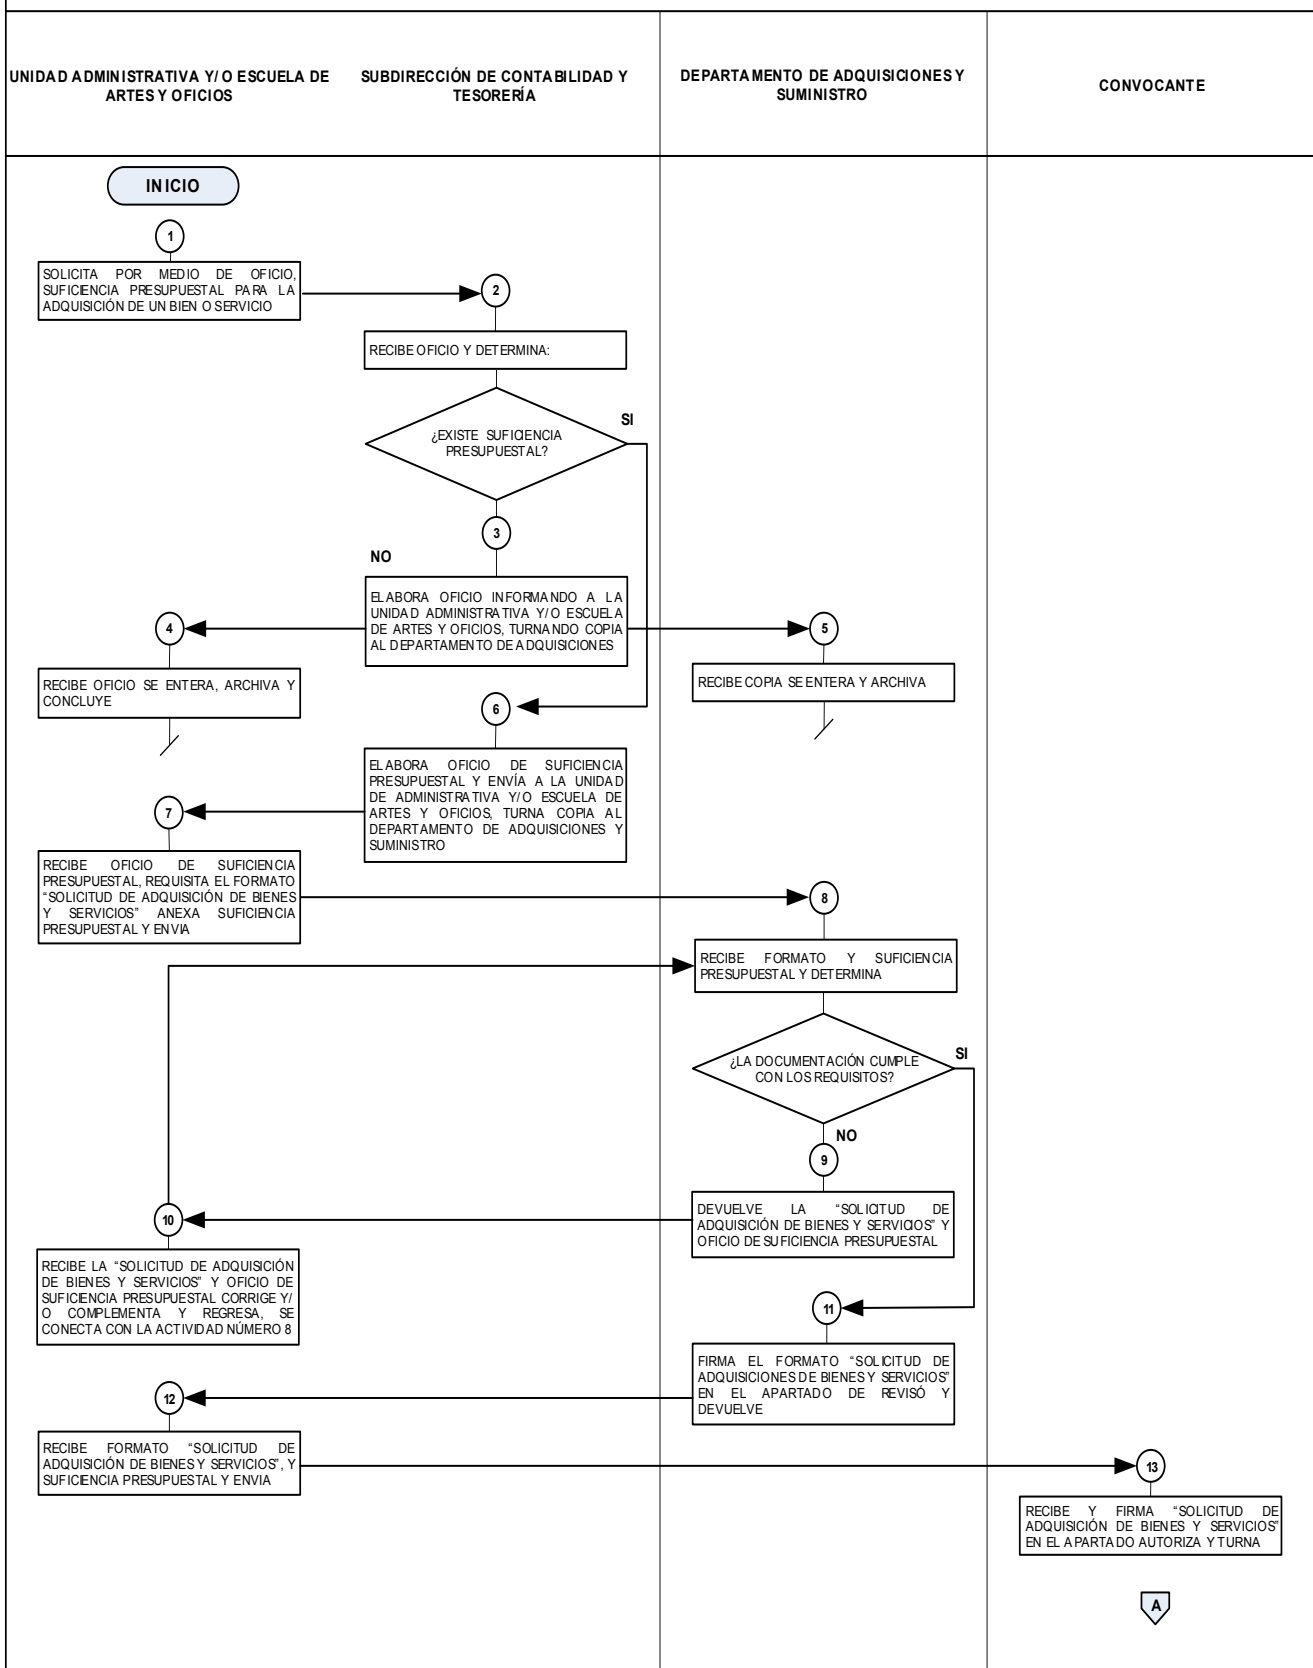 UNIDAD ADMINISTRATIVA Y/O ESCUELA DE
ARTES Y OFICIOS
SUBDIRECCIÓN DE CONTABILIDAD Y
TESORERÍA
DEPARTAMENTO DE ADQUISICIONES Y
SUMINISTRO
CONVOCANTE
INICIO
1
SOLICITA POR MEDIO DE OFICIO,
SUFICIENCIA PRESUPUESTAL PARA LA
ADQUISICIÓN DE UN BIEN O SERVICIO
2
RECIBE OFICIO Y DETERMINA:
SI
¿EXISTE SUFICIENCIA
PRESUPUESTAL?
3
NO
ELABORA OFICIO INFORMANDO A LA
UNIDAD ADMINISTRATIVA Y/O ESCUELA
DE ARTES Y OFICIOS, TURNANDO COPIA
AL DEPARTAMENTO DE ADQUISICIONES
4
RECIBE OFICIO SE ENTERA, ARCHIVA Y
CONCLUYE
5
RECIBE COPIA SE ENTERA Y ARCHIVA
6
ELABORA OFICIO DE SUFICIENCIA
PRESUPUESTAL Y ENVÍA A LA UNIDAD
DE ADMINISTRATIVA Y/O ESCUELA DE
ARTES Y OFICIOS, TURNA COPIA AL
DEPARTAMENTO DE ADQUISICIONES Y
SUMINISTRO
7
RECIBE OFICIO DE SUFICIENCIA
PRESUPUESTAL, REQUISITA EL FORMATO
“SOLICITUD DE ADQUISICIÓN DE BIENES
Y SERVICIOS” ANEXA SUFICIENCIA
PRESUPUESTAL Y ENVIA
8
RECIBE FORMATO Y SUFICIENCIA
PRESUPUESTAL Y DETERMINA
¿LA DOCUMENTACIÓN CUMPLE
CON LOS REQUISITOS?
SI
NO
9
DEVUELVE LA “SOLICITUD DE
ADQUISICIÓN DE BIENES Y SERVICIOS” Y
OFICIO DE SUFICIENCIA PRESUPUESTAL
10
RECIBE LA “SOLICITUD DE ADQUISICIÓN
DE BIENES Y SERVICIOS” Y OFICIO DE
SUFICIENCIA PRESUPUESTAL CORRIGE Y/
O COMPLEMENTA Y REGRESA, SE
CONECTA CON LA ACTIVIDAD NÚMERO 8
11
FIRMA EL FORMATO “SOLICITUD DE
ADQUISICIONES DE BIENES Y SERVICIOS”
EN EL APARTADO DE REVISÓ Y
DEVUELVE
12
RECIBE FORMATO “SOLICITUD DE
ADQUISICIÓN DE BIENES Y SERVICIOS”, Y
SUFICIENCIA PRESUPUESTAL Y ENVIA
13
RECIBE Y FIRMA “SOLICITUD DE
ADQUISICIÓN DE BIENES Y SERVICIOS”
EN EL APARTADO AUTORIZA Y TURNA
A